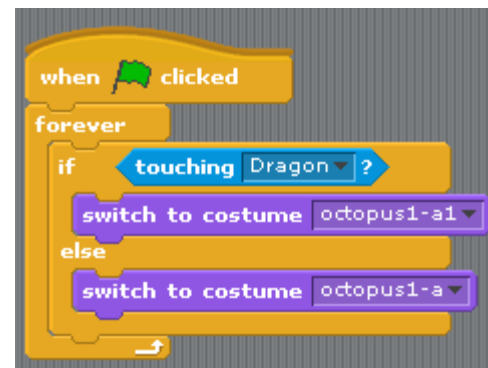 when clicked
forever
if touching Dragon ?
switch to costume octopus1-a1
else
switch to costume octopus1-a